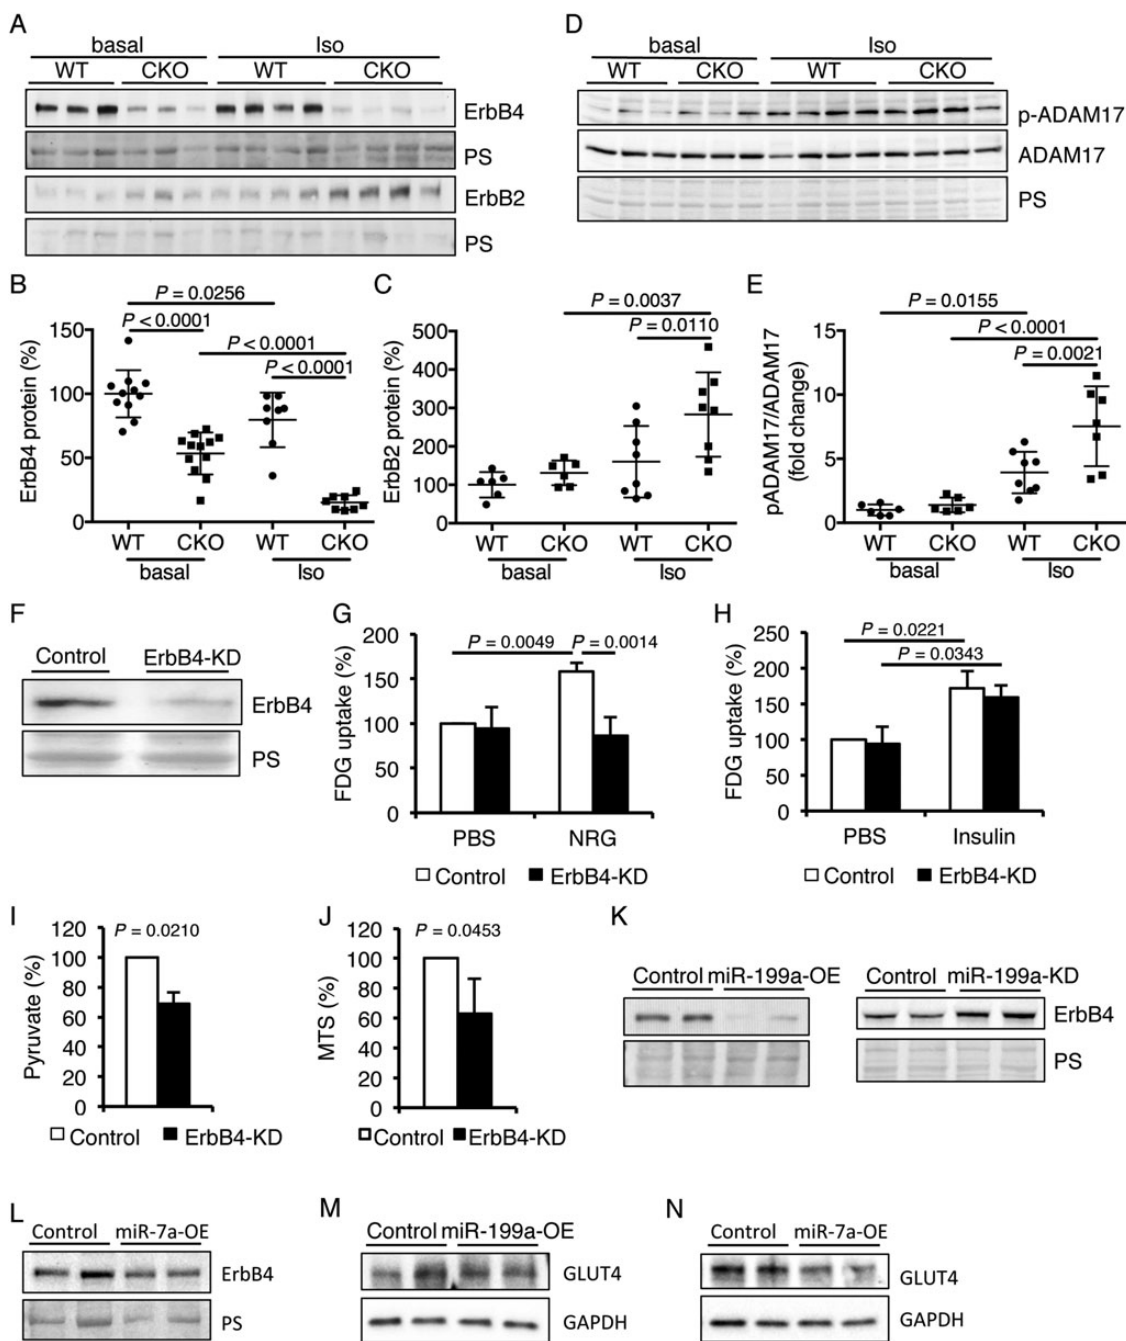 A
basal Iso
WT CKO WT CKO
ErbB4
PS
ErbB2
PS
D
basal Iso
WT CKO WT CKO
p-ADAM17
ADAM17
PS
B
P = 0.0256
P < 0.0001
P < 0.0001
P < 0.0001
ErbB4 protein (%)
150
100
50
0
WT CKO WT CKO
basal Iso
C
P = 0.0037
P = 0.0110
ErbB2 protein (%)
500
400
300
200
100
0
WT CKO WT CKO
basal Iso
E
P = 0.0155
P < 0.0001
P = 0.0021
pADAM17/ADAM17
(fold change)
15
10
5
0
WT CKO WT CKO
basal Iso
F
Control ErbB4-KD
ErbB4
PS
G
P = 0.0049 P = 0.0014
FDG uptake (%)
200
150
100
50
0
PBS NRG
Control ErbB4-KD
H
P = 0.0221
P = 0.0343
FDG uptake (%)
250
200
150
100
50
0
PBS Insulin
Control ErbB4-KD
I
P = 0.0210
Pyruvate (%)
120
100
80
60
40
20
0
Control ErbB4-KD
J
P = 0.0453
MTS (%)
120
100
80
60
40
20
0
Control ErbB4-KD
K
Control miR-199a-OE Control miR-199a-KD
ErbB4
PS
L
Control miR-7a-OE
ErbB4
PS
M
Control miR-199a-OE
GLUT4
GAPDH
N
Control miR-7a-OE
GLUT4
GAPDH